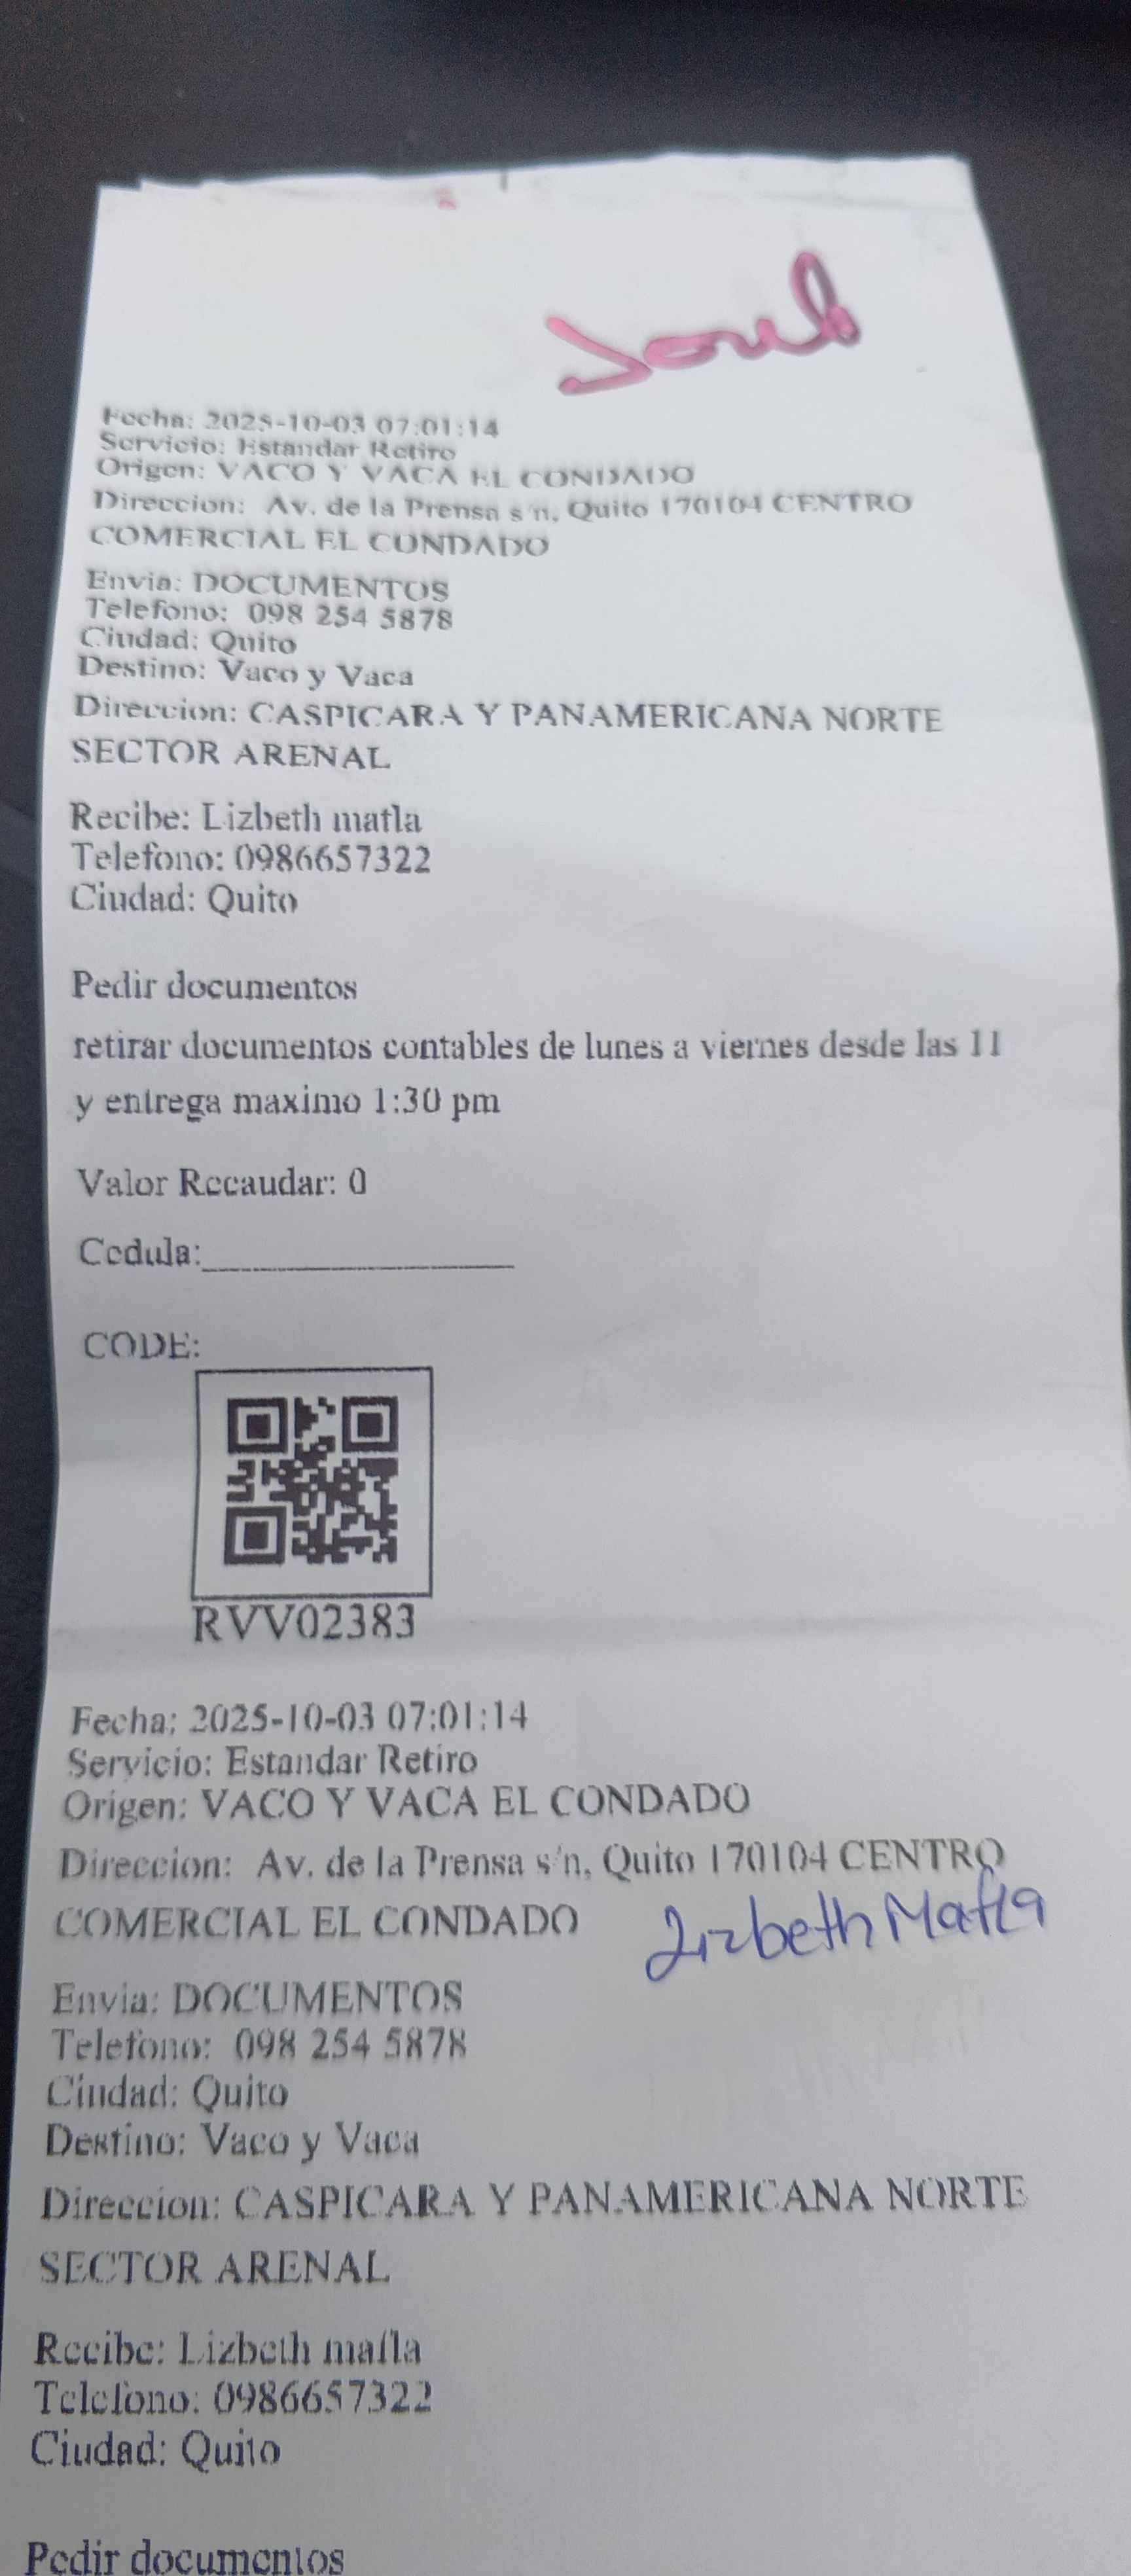 Fecha: 2025-10-03 07:01:14
Servicio: Estandar Retiro
Origen: VACO Y VACA EL CONDADO
Direccion: Av. de la Prensa s/n, Quito 170104 CENTRO
COMERCIAL EL CONDADO
Envia: DOCUMENTOS
Telefono: 098 254 5878
Ciudad: Quito
Destino: Vaco y Vaca
Direccion: CASPICARA Y PANAMERICANA NORTE
SECTOR ARENAL
Recibe: Lizbeth mafla
Telefono: 0986657322
Ciudad: Quito
Pedir documentos
retirar documentos contables de lunes a viernes desde las 11
y entrega maximo 1:30 pm
Valor Recaudar: 0
Cedula:
CODE:
RVV02383
Fecha: 2025-10-03 07:01:14
Servicio: Estandar Retiro
Origen: VACO Y VACA EL CONDADO
Direccion: Av. de la Prensa s/n, Quito 170104 CENTRO
COMERCIAL EL CONDADO
Lizbeth Mafla
Envia: DOCUMENTOS
Telefono: 098 254 5878
Ciudad: Quito
Destino: Vaco y Vaca
Direccion: CASPICARA Y PANAMERICANA NORTE
SECTOR ARENAL
Recibe: Lizbeth mafla
Telefono: 0986657322
Ciudad: Quito
Pedir documentos